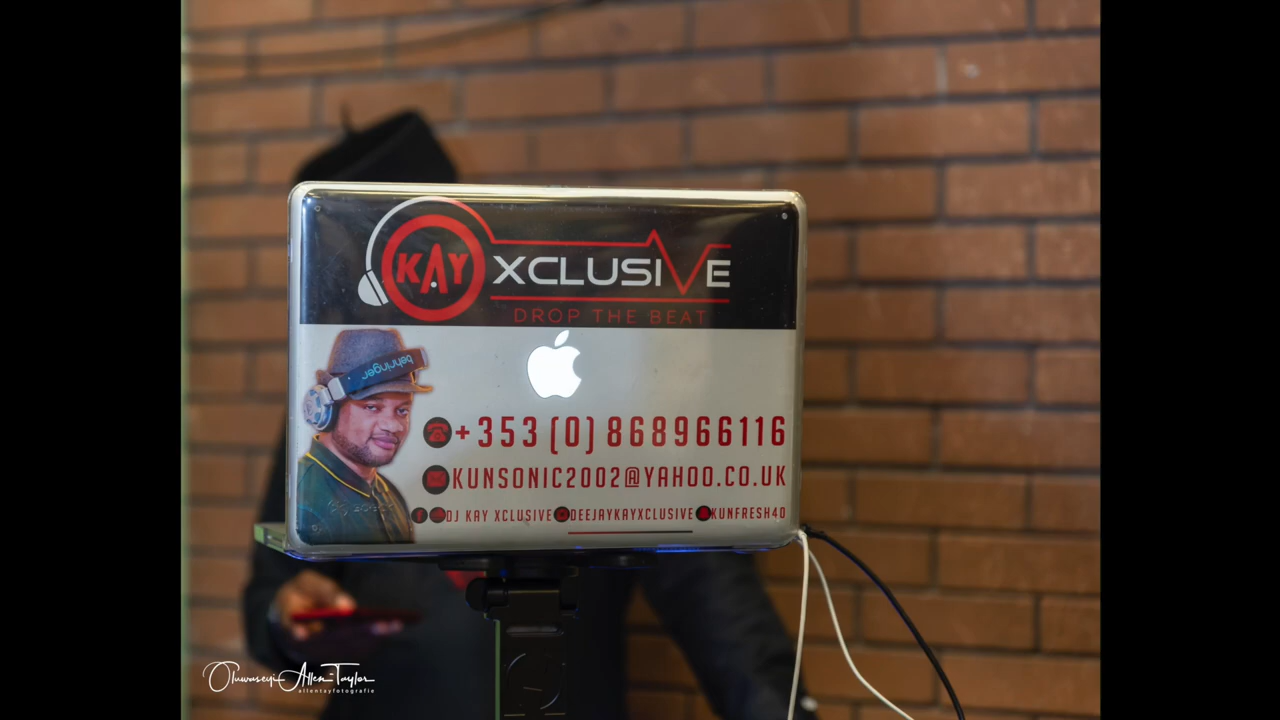 KAY XCLUSIVE
DROP THE BEAT
behringer
+353(0)868966116
KUNSONIC2002@YAHOO.CO.UK
DJ KAY XCLUSIVE DEEJAYKAYXCLUSIVE KUNFRESH40
Oluwaseyi Allen-Taylor
allentayfotografie